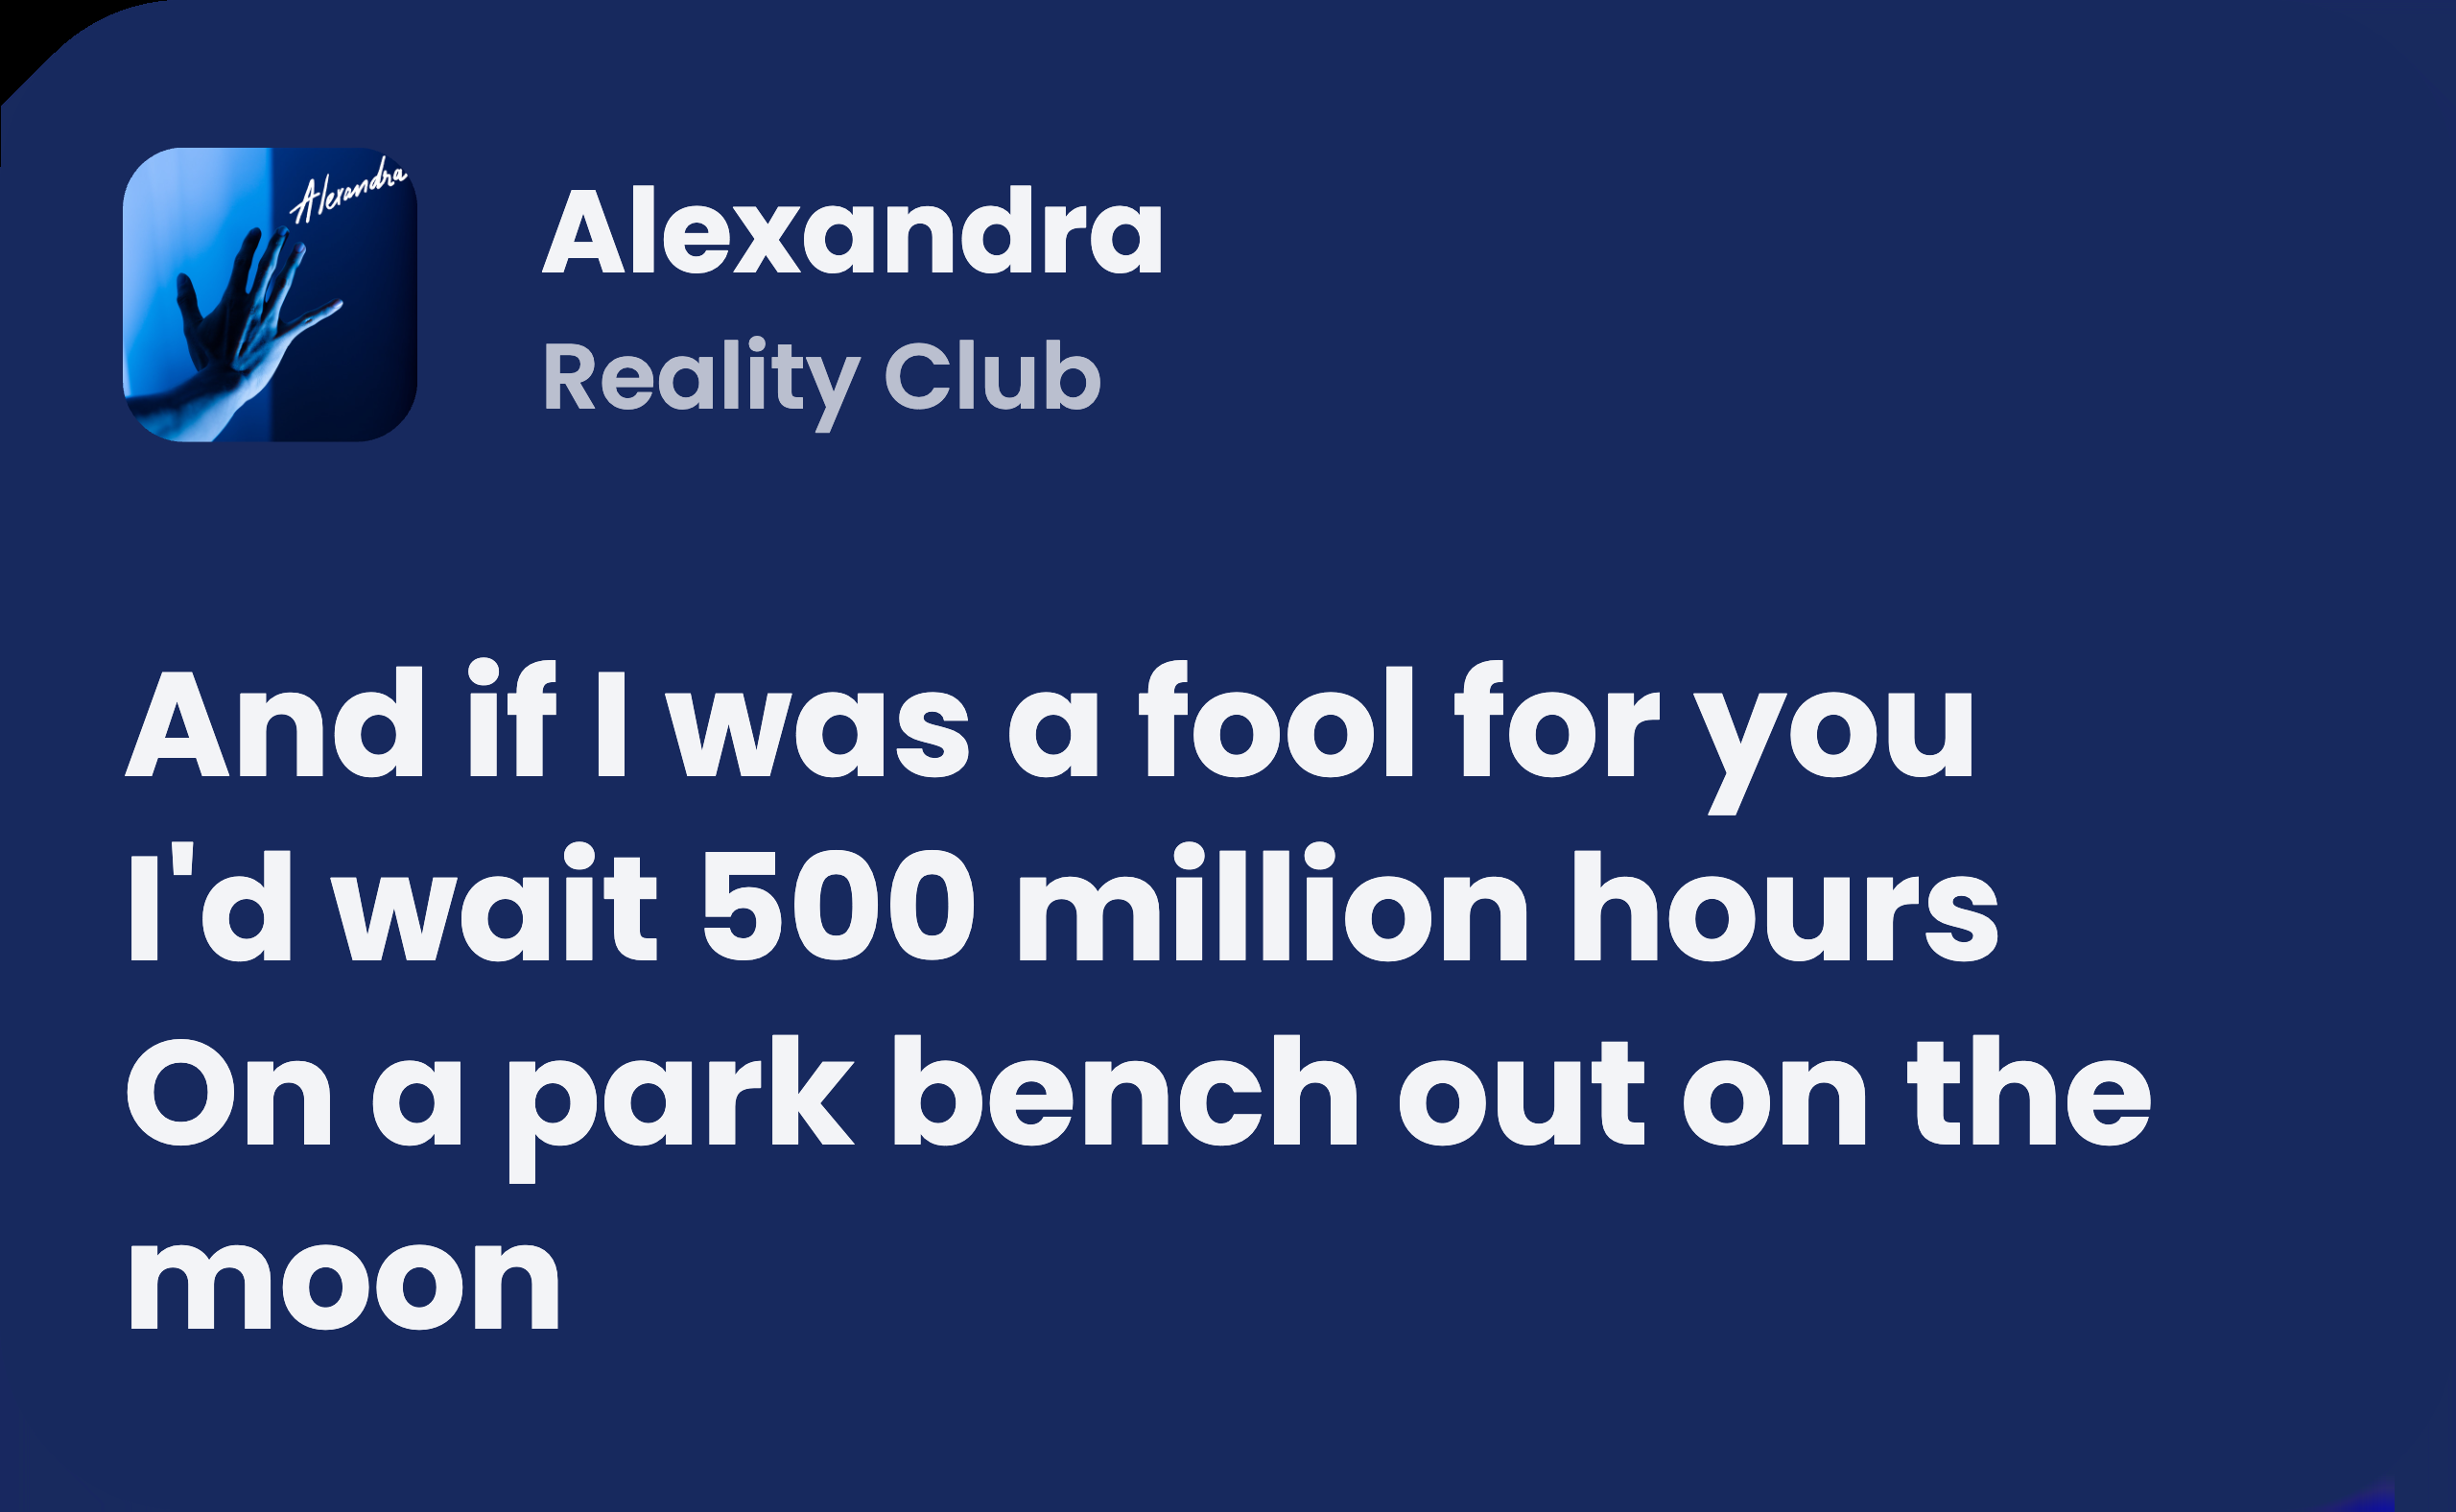 Alexandra
Alexandra
Reality Club
And if I was a fool for you
I'd wait 500 million hours
On a park bench out on the
moon